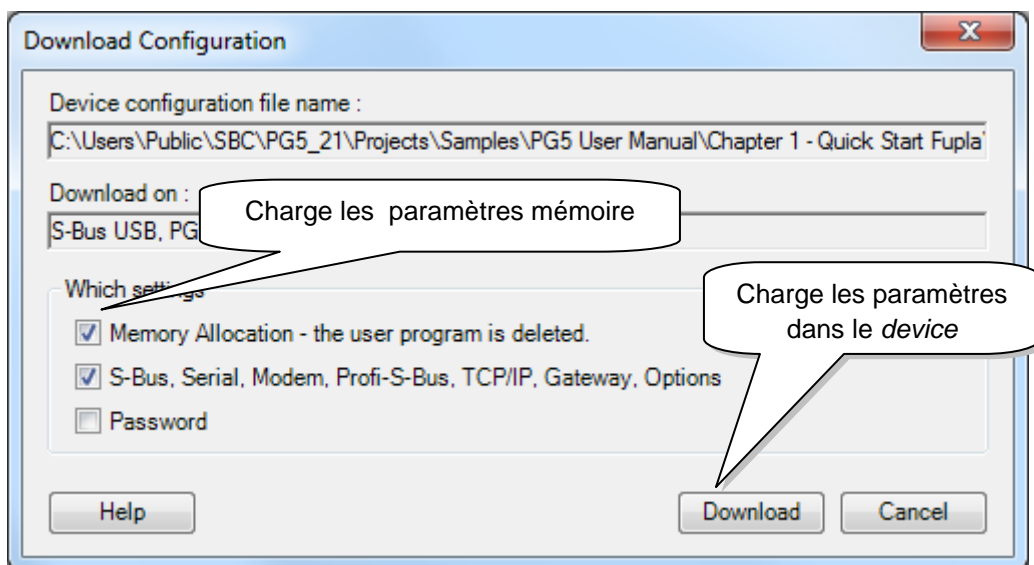 Download Configuration
Device configuration file name :
C:\Users\Public\SBC\PG5_21\Projects\Samples\PG5 User Manual\Chapter 1 - Quick Start Fupla
Download on :
Charge les paramètres mémoire
S-Bus USB, PG
Which settings
Charge les paramètres
dans le device
Memory Allocation - the user program is deleted.
S-Bus, Serial, Modem, Profi-S-Bus, TCP/IP, Gateway, Options
Password
Help
Download
Cancel